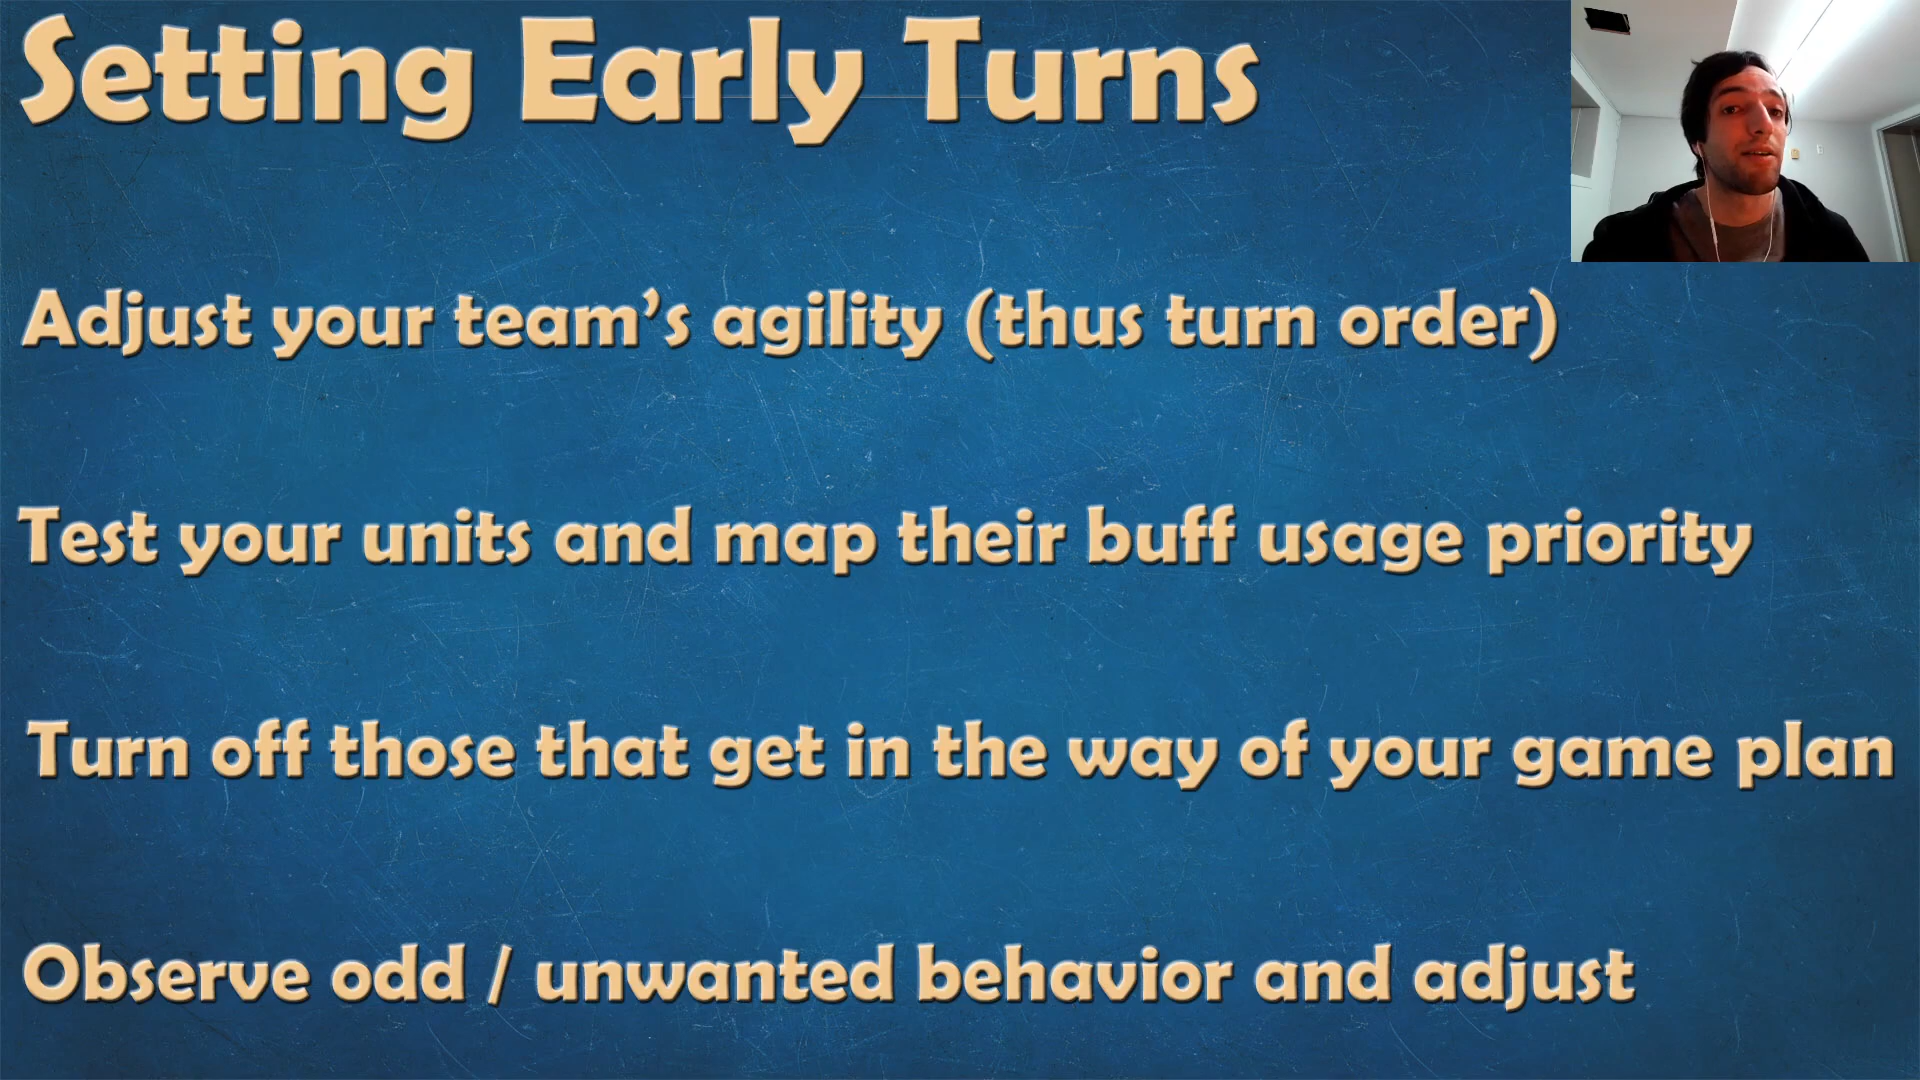 Setting Early Turns
Adjust your team’s agility (thus turn order)
Test your units and map their buff usage priority
Turn off those that get in the way of your game plan
Observe odd / unwanted behavior and adjust